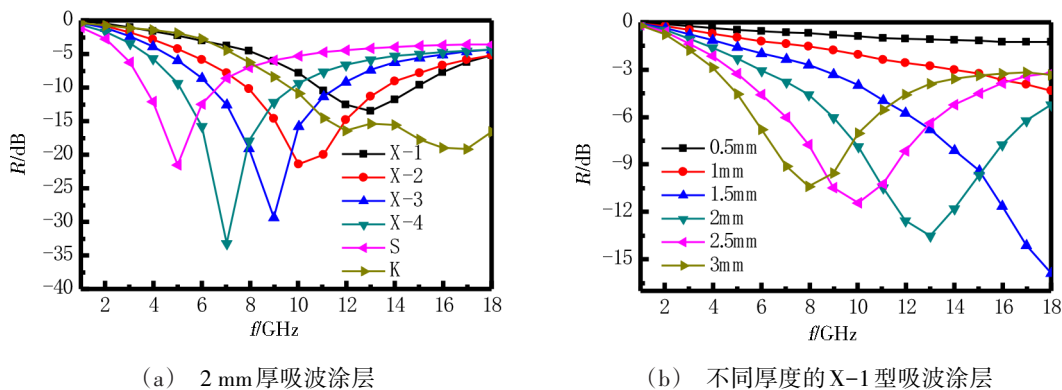 0
-5
-10
-15
-20
-25
-30
-35
-40
R/dB
2 4 6 8 10 12 14 16 18
f/GHz
X-1
X-2
X-3
X-4
S
K
(a) 2 mm厚吸波涂层
0
-3
-6
-9
-12
-15
R/dB
2 4 6 8 10 12 14 16 18
f/GHz
0.5mm
1mm
1.5mm
2mm
2.5mm
3mm
(b) 不同厚度的X-1型吸波涂层